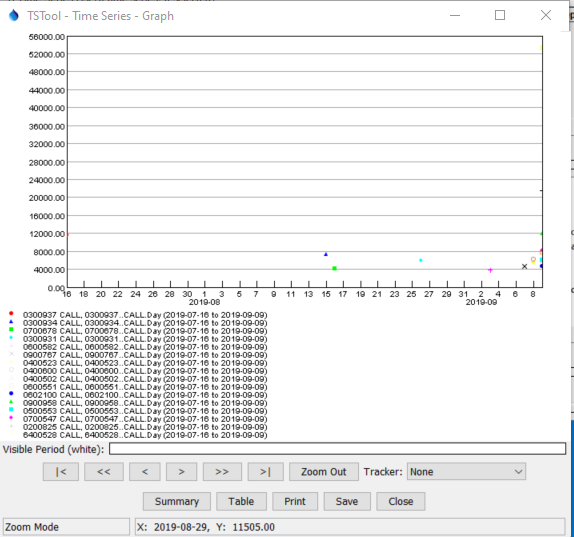 TSTool - Time Series - Graph
56000.00
52000.00
48000.00
44000.00
40000.00
36000.00
32000.00
28000.00
24000.00
20000.00
16000.00
12000.00
8000.00
4000.00
0.00
16 18 20 22 24 26 28 30 1 3 5 7 9 11 13 15 17 19 21 23 25 27 29 31 2 4 6 8
2019-08 2019-09
0300937 CALL, 0300937..CALL.Day (2019-07-16 to 2019-09-09)
0300934 CALL, 0300934..CALL.Day (2019-07-16 to 2019-09-09)
0700678 CALL, 0700678..CALL.Day (2019-07-16 to 2019-09-09)
0300931 CALL, 0300931..CALL.Day (2019-07-16 to 2019-09-09)
0600582 CALL, 0600582..CALL.Day (2019-07-16 to 2019-09-09)
0900767 CALL, 0900767..CALL.Day (2019-07-16 to 2019-09-09)
0400523 CALL, 0400523..CALL.Day (2019-07-16 to 2019-09-09)
0400600 CALL, 0400600..CALL.Day (2019-07-16 to 2019-09-09)
0400502 CALL, 0400502..CALL.Day (2019-07-16 to 2019-09-09)
0600551 CALL, 0600551..CALL.Day (2019-07-16 to 2019-09-09)
0602100 CALL, 0602100..CALL.Day (2019-07-16 to 2019-09-09)
0900958 CALL, 0900958..CALL.Day (2019-07-16 to 2019-09-09)
0500553 CALL, 0500553..CALL.Day (2019-07-16 to 2019-09-09)
0700547 CALL, 0700547..CALL.Day (2019-07-16 to 2019-09-09)
0200825 CALL, 0200825..CALL.Day (2019-07-16 to 2019-09-09)
6400528 CALL, 6400528..CALL.Day (2019-07-16 to 2019-09-09)
Visible Period (white):
|< << < > >> >| Zoom Out Tracker: None
Summary Table Print Save Close
Zoom Mode X: 2019-08-29, Y: 11505.00